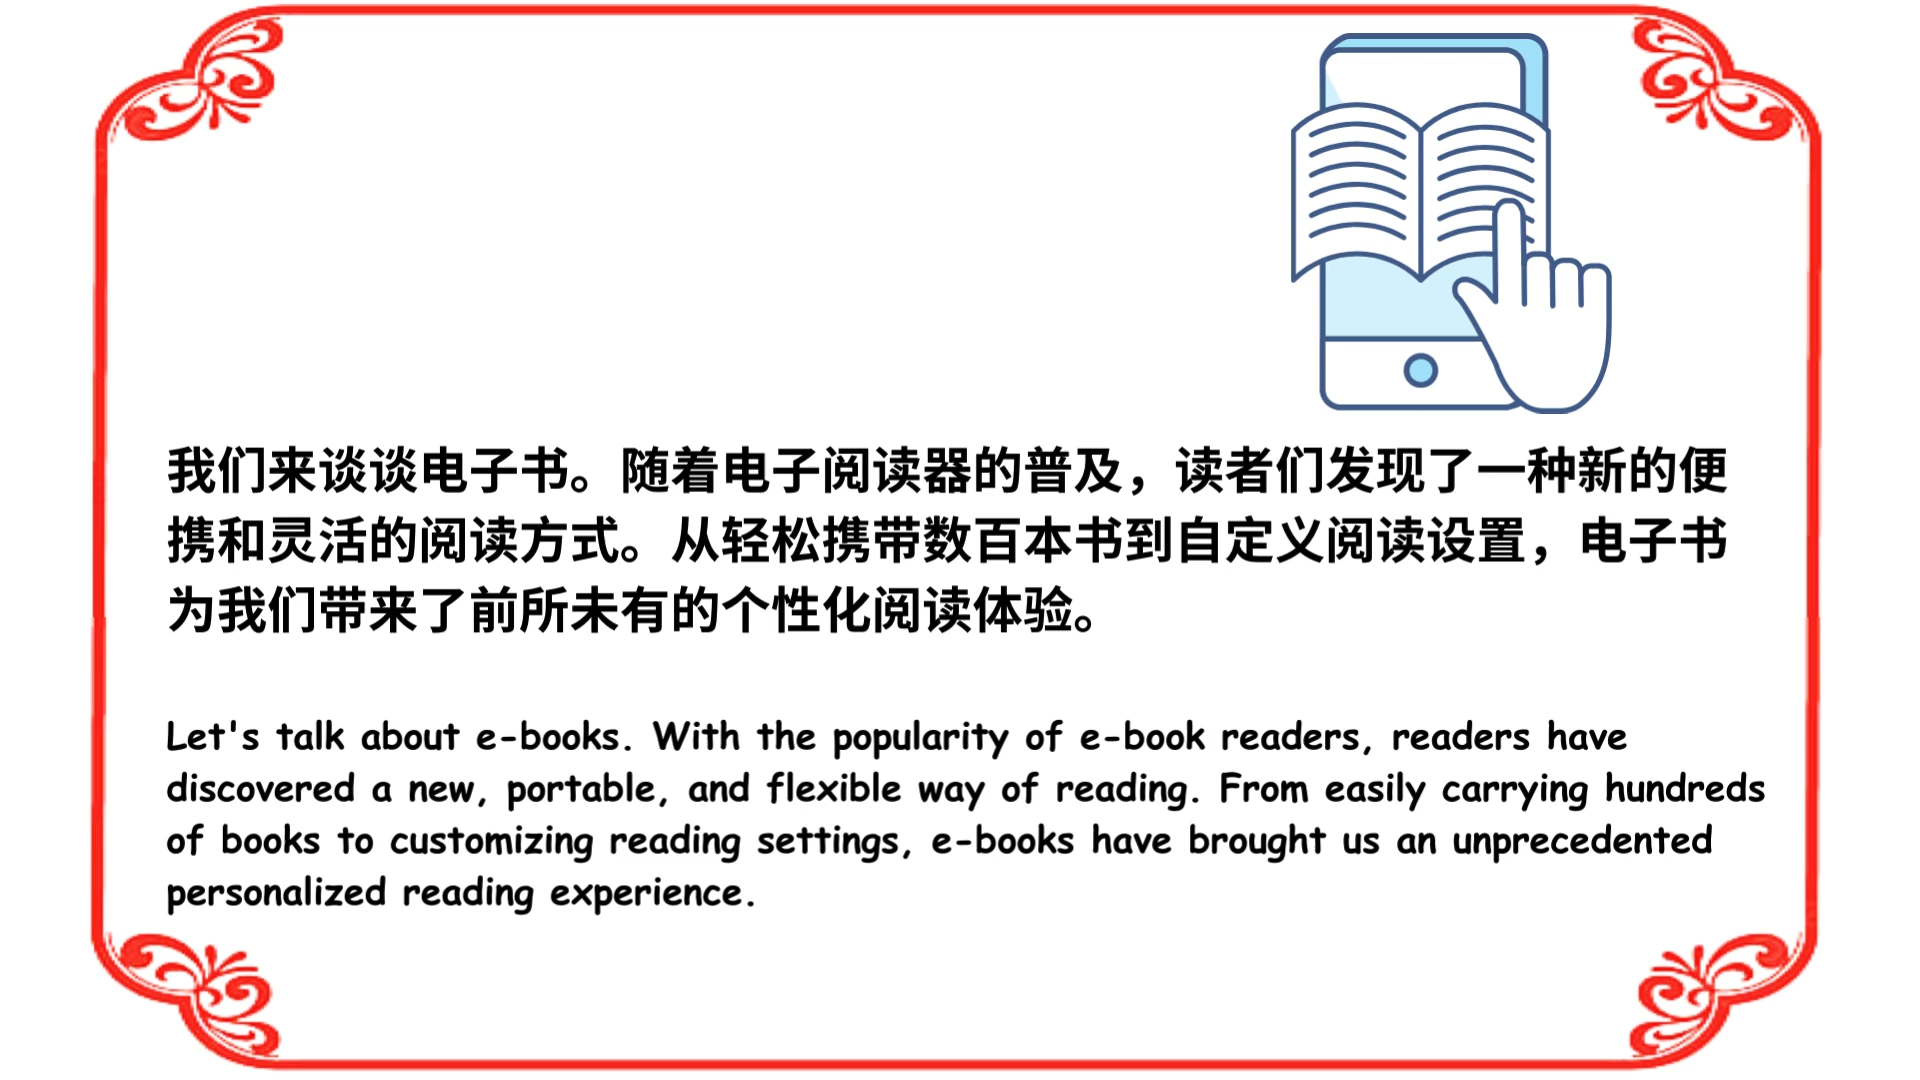 我们来谈谈电子书。随着电子阅读器的普及，读者们发现了一种新的便
携和灵活的阅读方式。从轻松携带数百本书到自定义阅读设置，电子书
为我们带来了前所未有的个性化阅读体验。
Let's talk about e-books. With the popularity of e-book readers, readers have
discovered a new, portable, and flexible way of reading. From easily carrying hundreds
of books to customizing reading settings, e-books have brought us an unprecedented
personalized reading experience.